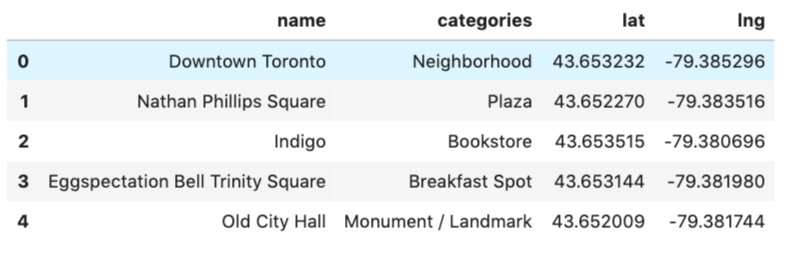 name categories lat lng
0 Downtown Toronto Neighborhood 43.653232 -79.385296
1 Nathan Phillips Square Plaza 43.652270 -79.383516
2 Indigo Bookstore 43.653515 -79.380696
3 Eggspectation Bell Trinity Square Breakfast Spot 43.653144 -79.381980
4 Old City Hall Monument / Landmark 43.652009 -79.381744